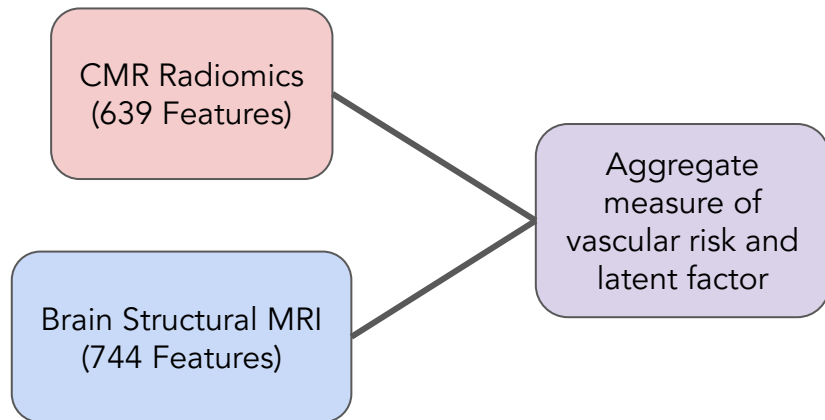 CMR Radiomics
(639 Features)
Aggregate
measure of
vascular risk and
latent factor
Brain Structural MRI
(744 Features)